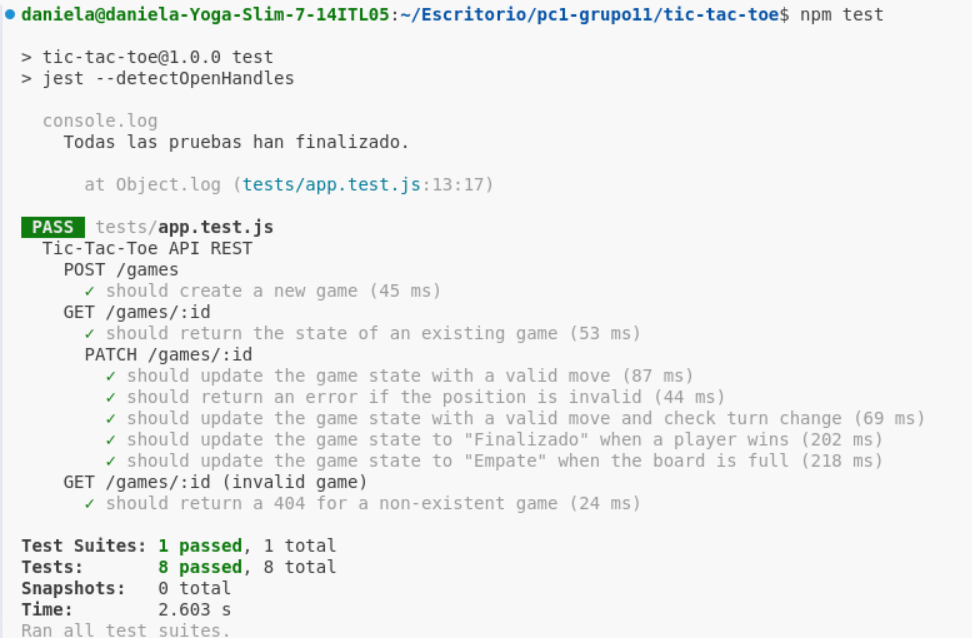 daniela@daniela-Yoga-Slim-7-14ITL05:~/Escritorio/pc1-grupo11/tic-tac-toe$ npm test
> tic-tac-toe@1.0.0 test
> jest --detectOpenHandles
console.log
Todas las pruebas han finalizado.
at Object.log (tests/app.test.js:13:17)
PASS tests/app.test.js
Tic-Tac-Toe API REST
POST /games
✓ should create a new game (45 ms)
GET /games/:id
✓ should return the state of an existing game (53 ms)
PATCH /games/:id
✓ should update the game state with a valid move (87 ms)
✓ should return an error if the position is invalid (44 ms)
✓ should update the game state with a valid move and check turn change (69 ms)
✓ should update the game state to "Finalizado" when a player wins (202 ms)
✓ should update the game state to "Empate" when the board is full (218 ms)
GET /games/:id (invalid game)
✓ should return a 404 for a non-existent game (24 ms)
Test Suites: 1 passed, 1 total
Tests: 8 passed, 8 total
Snapshots: 0 total
Time: 2.603 s
Ran all test suites.